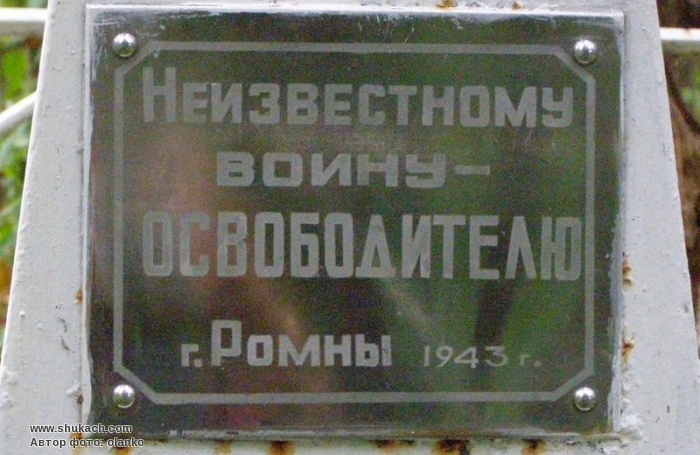 Неизвестному
воину-
освободителю
г. Ромны 1943 г.
www.shukach.com
Автор фото: olanko